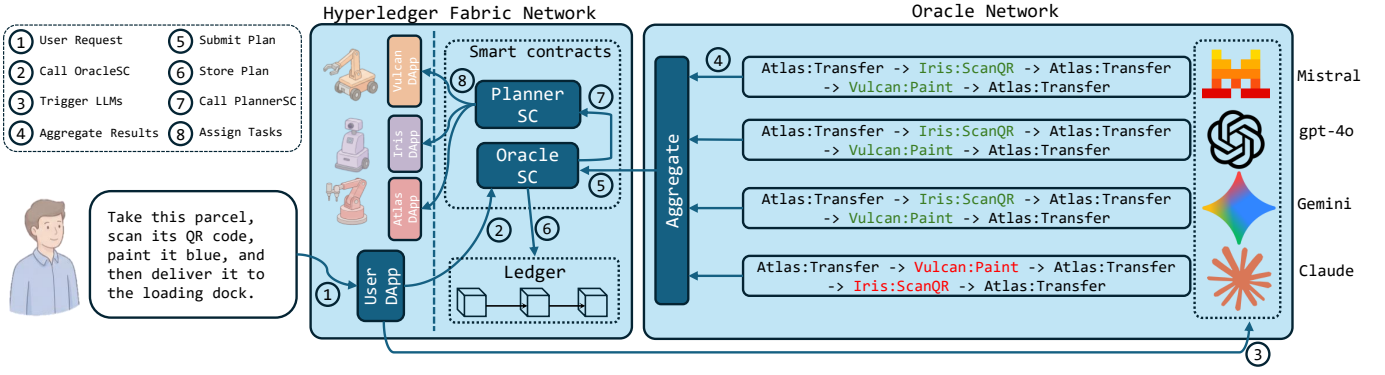 Hyperledger Fabric Network
Oracle Network
1 User Request
5 Submit Plan
2 Call OracleSC
6 Store Plan
3 Trigger LLMs
7 Call PlannerSC
4 Aggregate Results
8 Assign Tasks
Take this parcel,
scan its QR code,
paint it blue, and
then deliver it to
the loading dock.
1
User
DApp
Vulcan
DApp
Iris
DApp
Atlas
DApp
Smart contracts
8
Planner
SC
7
Oracle
SC
5
2
6
Ledger
Aggregate
4
Atlas:Transfer -> Iris:ScanQR -> Atlas:Transfer
-> Vulcan:Paint -> Atlas:Transfer
Mistral
Atlas:Transfer -> Iris:ScanQR -> Atlas:Transfer
-> Vulcan:Paint -> Atlas:Transfer
gpt-4o
Atlas:Transfer -> Iris:ScanQR -> Atlas:Transfer
-> Vulcan:Paint -> Atlas:Transfer
Gemini
Atlas:Transfer -> Vulcan:Paint -> Atlas:Transfer
-> Iris:ScanQR -> Atlas:Transfer
Claude
3